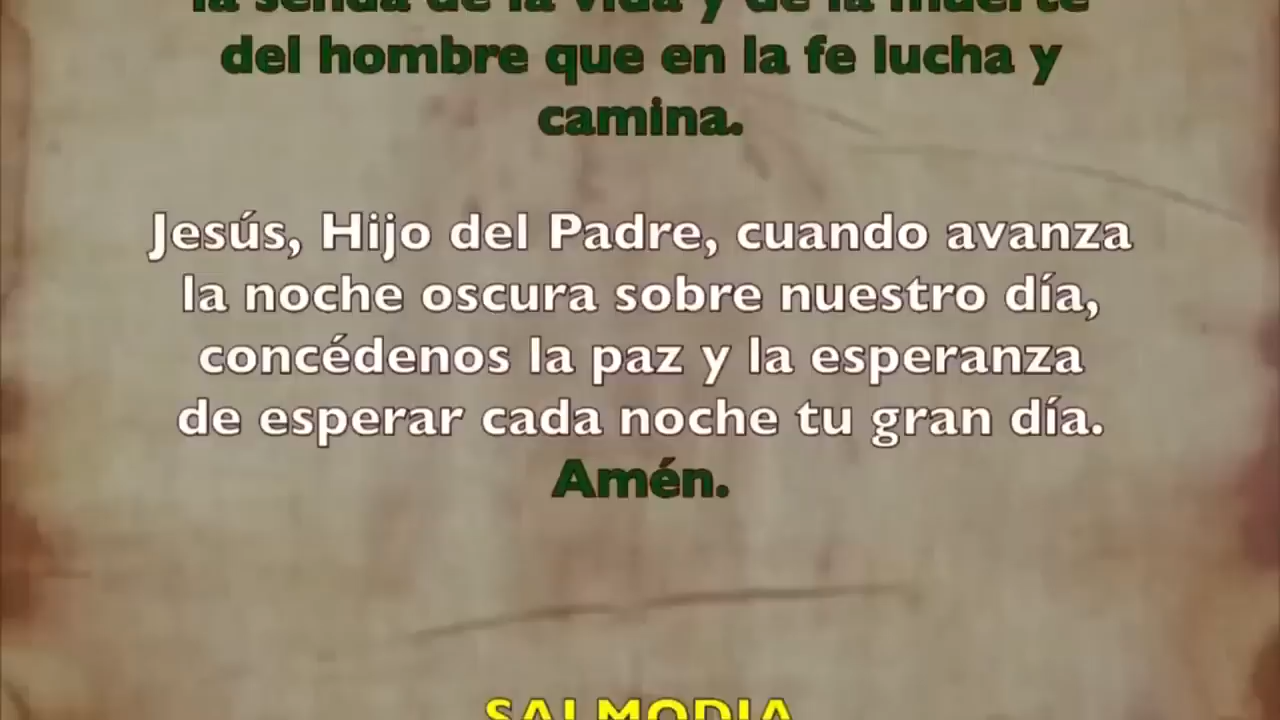 la senda de la vida y de la muerte
del hombre que en la fe lucha y
camina.
Jesús, Hijo del Padre, cuando avanza
la noche oscura sobre nuestro día,
concédenos la paz y la esperanza
de esperar cada noche tu gran día.
Amén.
SALMODIA